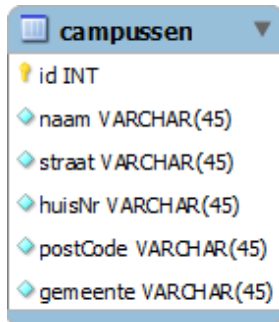 campussen
id INT
naam VARCHAR(45)
straat VARCHAR(45)
huisNr VARCHAR(45)
postCode VARCHAR(45)
gemeente VARCHAR(45)